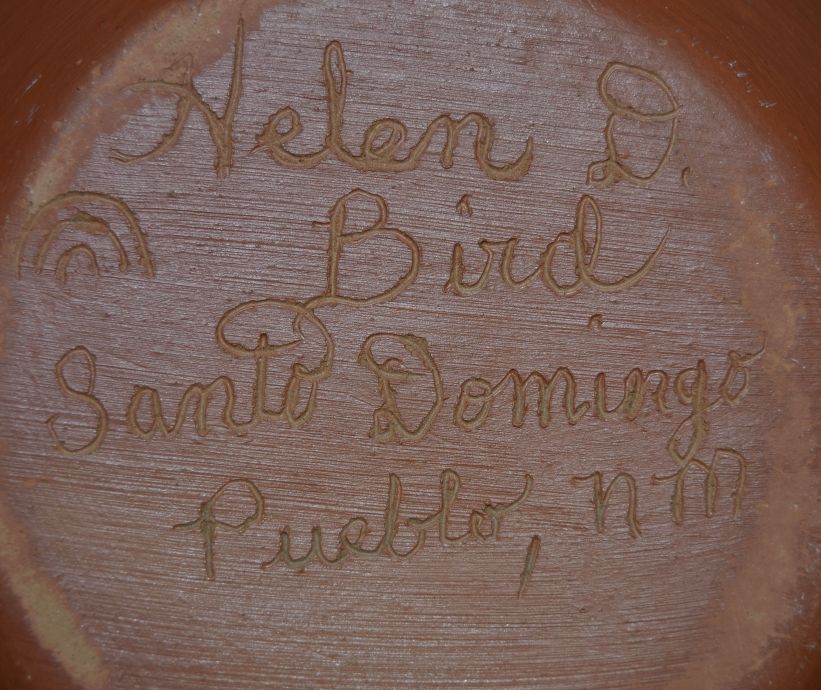 Helen D.
Bird
Santo Domingo
Pueblo, NM